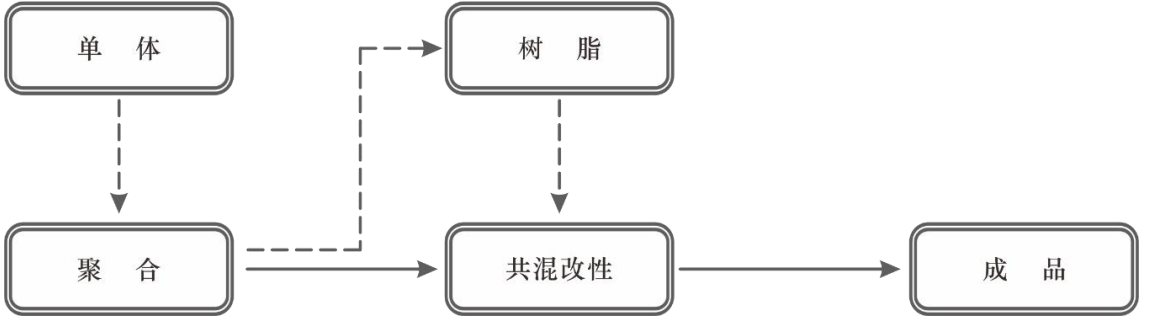 单 体
树 脂
聚 合
共混改性
成 品